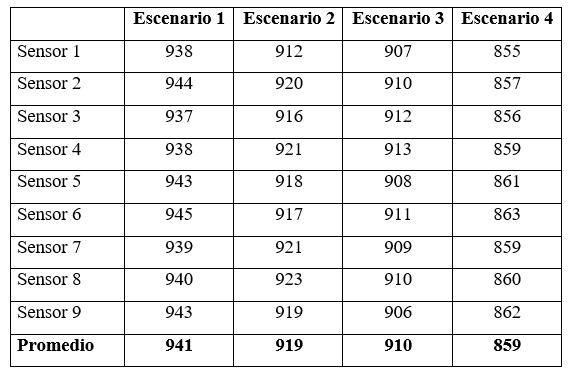 Escenario 1 Escenario 2 Escenario 3 Escenario 4
Sensor 1 938 912 907 855
Sensor 2 944 920 910 857
Sensor 3 937 916 912 856
Sensor 4 938 921 913 859
Sensor 5 943 918 908 861
Sensor 6 945 917 911 863
Sensor 7 939 921 909 859
Sensor 8 940 923 910 860
Sensor 9 943 919 906 862
Promedio 941 919 910 859